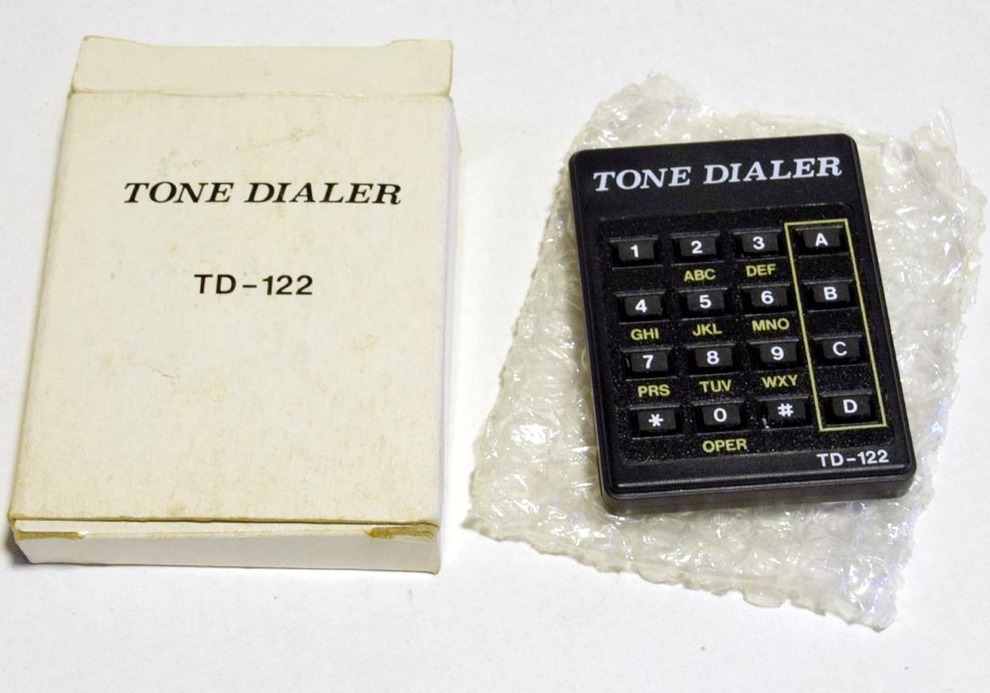 TONE DIALER
TD-122
TONE DIALER
1 2 3 A
ABC DEF
4 5 6 B
GHI JKL MNO
7 8 9 C
PRS TUV WXY
* 0 # D
OPER
TD-122